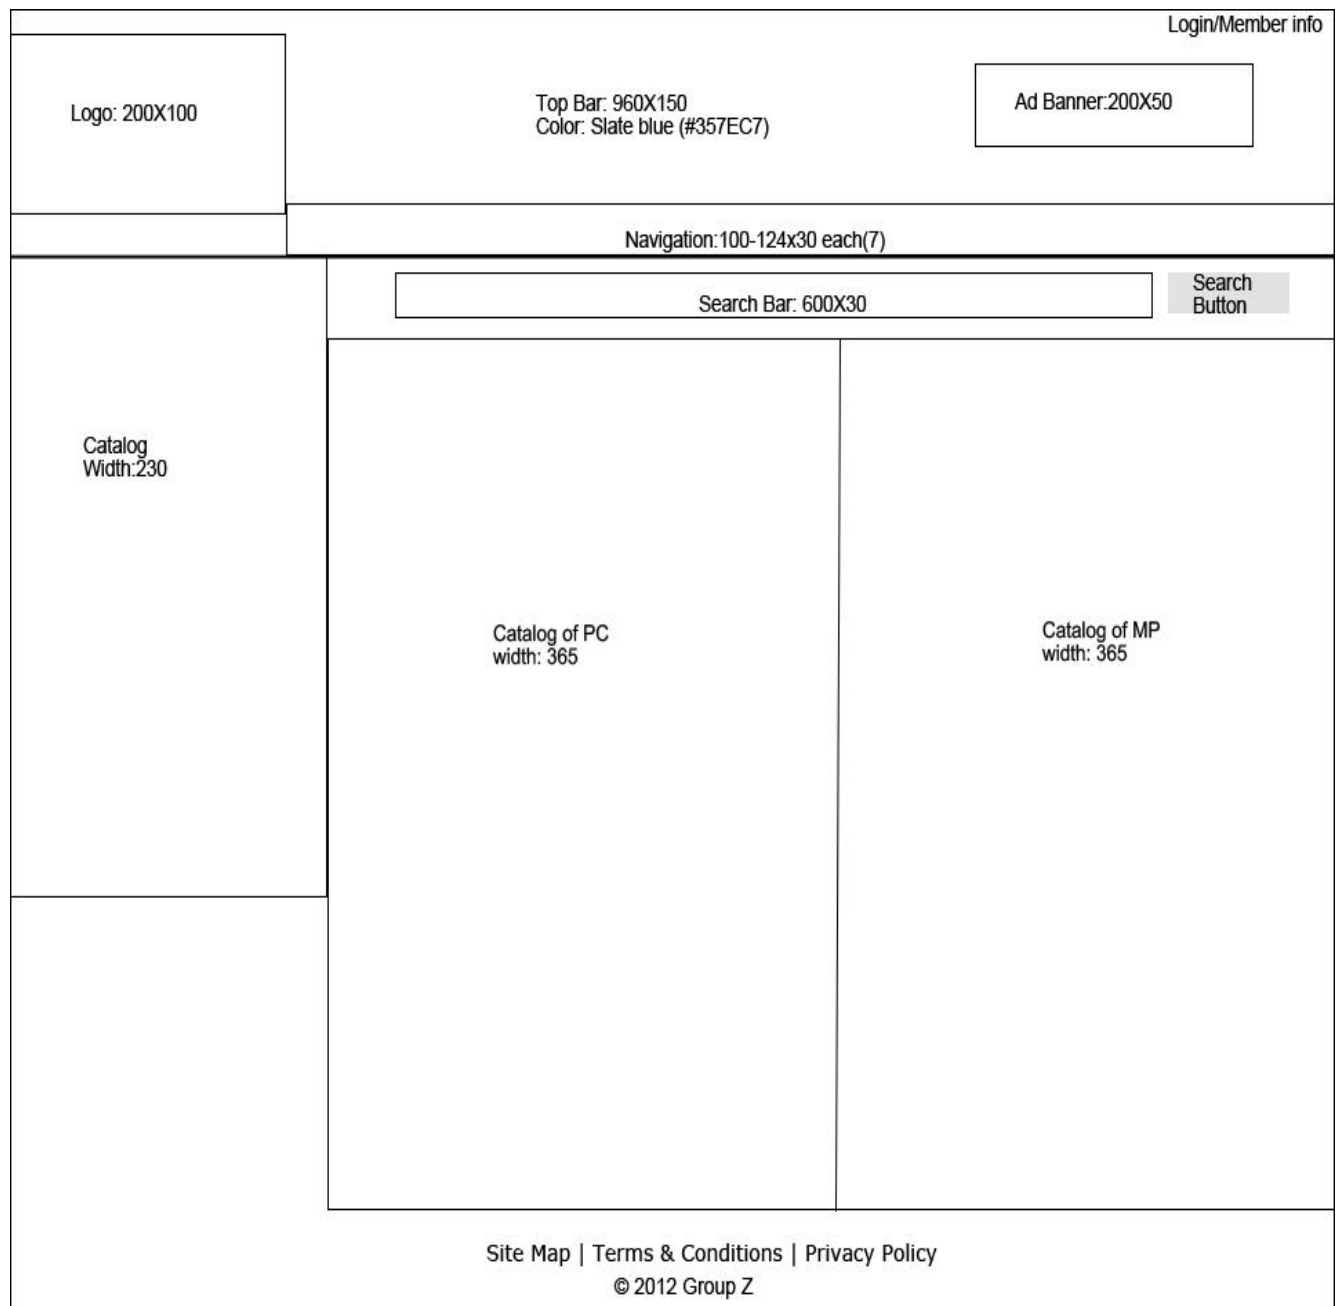 Login/Member info
Logo: 200X100
Top Bar: 960X150
Color: Slate blue (#357EC7)
Ad Banner:200X50
Navigation:100-124x30 each(7)
Search Bar: 600X30
Search
Button
Catalog
Width:230
Catalog of PC
width: 365
Catalog of MP
width: 365
Site Map | Terms & Conditions | Privacy Policy
© 2012 Group Z